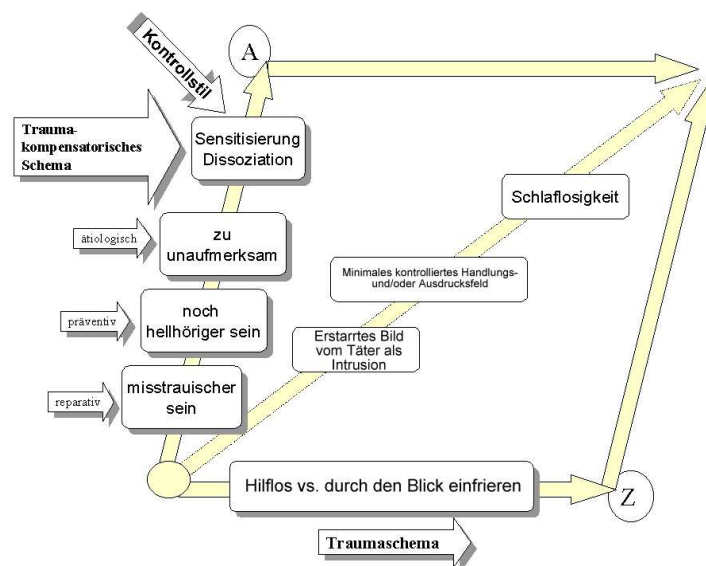 Kontrollstil
A
Trauma-
kompensatorisches
Schema
Sensitisierung
Dissoziation
Schlaflosigkeit
ätiologisch
zu
unaufmerksam
Minimales kontrolliertes Handlungs-
und/oder Ausdrucksfeld
präventiv
noch
hellhöriger sein
Erstarrtes Bild
vom Täter als
Intrusion
reparativ
misstrauischer
sein
Hilflos vs. durch den Blick einfrieren
Z
Traumaschema